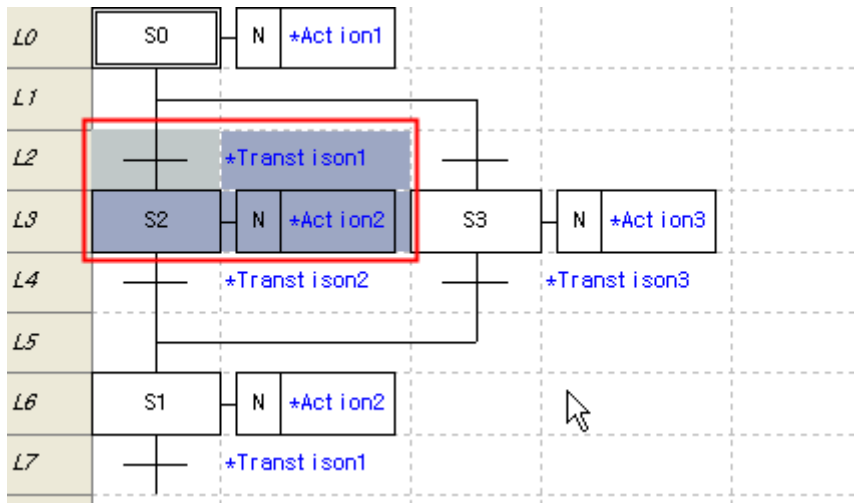 L0 S0 N *Action1
L1
L2 *Transtison1
L3 S2 N *Action2 S3 N *Action3
L4 *Transtison2 *Transtison3
L5
L6 S1 N *Action2
L7 *Transtison1